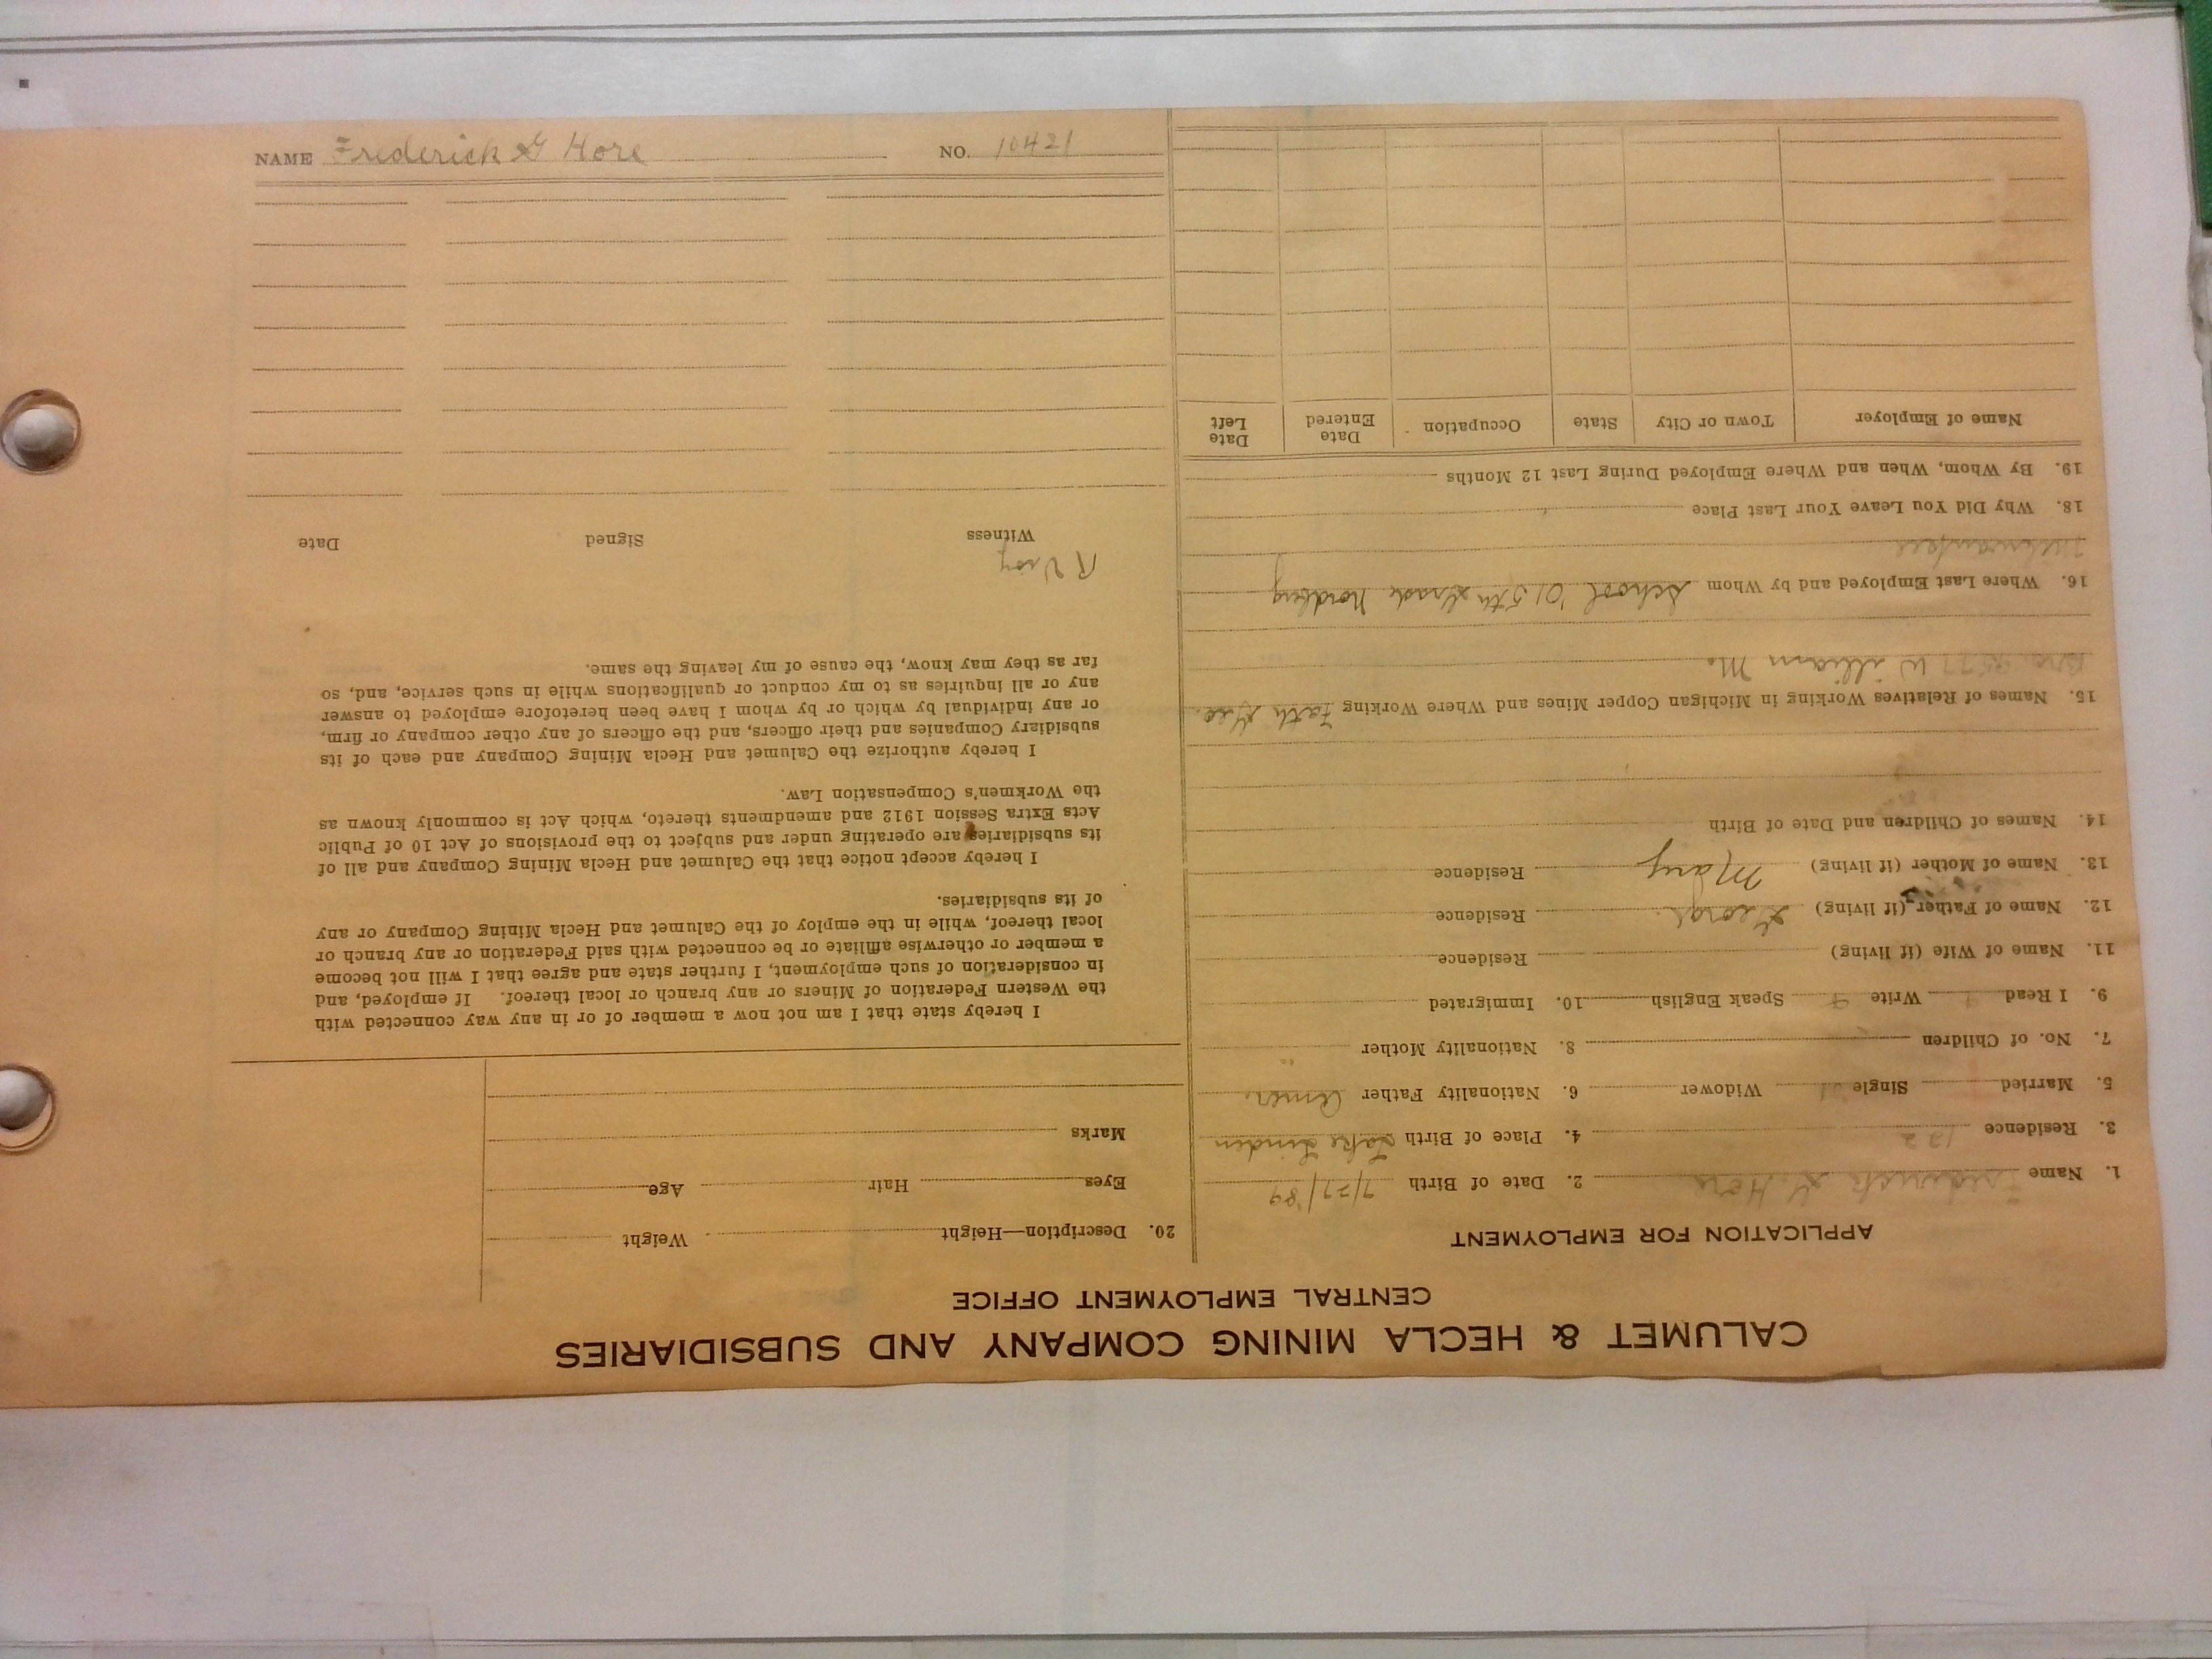 CALUMET & HECLA MINING COMPANY AND SUBSIDIARIES
CENTRAL EMPLOYMENT OFFICE
APPLICATION FOR EMPLOYMENT
1. Name Frederick G. Hore 2. Date of Birth 7/27/'89
3. Residence 122 4. Place of Birth Lake Linden
5. Married Single Widower 6. Nationality Father Amer.
7. No. of Children 8. Nationality Mother
9. I Read Write Speak English 10. Immigrated
11. Name of Wife (if living) Residence
12. Name of Father (if living) George Residence
13. Name of Mother (if living) Mary Residence
14. Names of Children and Date of Birth
15. Names of Relatives Working in Michigan Copper Mines and Where Working Fath Geo.
William M.
16. Where Last Employed and by Whom School '01 5th Grade
18. Why Did You Leave Your Last Place
19. By Whom, When and Where Employed During Last 12 Months
Name of Employer Town or City State Occupation Date Entered Date Left
20. Description—Height Weight
Eyes Hair Age
Marks
I hereby state that I am not now a member of or in any way connected with
the Western Federation of Miners or any branch or local thereof. If employed, and
in consideration of such employment, I further state and agree that I will not become
a member or otherwise affiliate or be connected with said Federation or any branch or
local thereof, while in the employ of the Calumet and Hecla Mining Company or any
of its subsidiaries.
I hereby accept notice that the Calumet and Hecla Mining Company and all of
its subsidiaries are operating under and subject to the provisions of Act 10 of Public
Acts Extra Session 1912 and amendments thereto, which Act is commonly known as
the Workmen's Compensation Law.
I hereby authorize the Calumet and Hecla Mining Company and each of its
subsidiary Companies and their officers, and the officers of any other company or firm,
or any individual by which or by whom I have been heretofore employed to answer
any or all inquiries as to my conduct or qualifications while in such service, and, so
far as they may know, the cause of my leaving the same.
Witness Signed Date
NAME Frederick G Hore NO. 10421